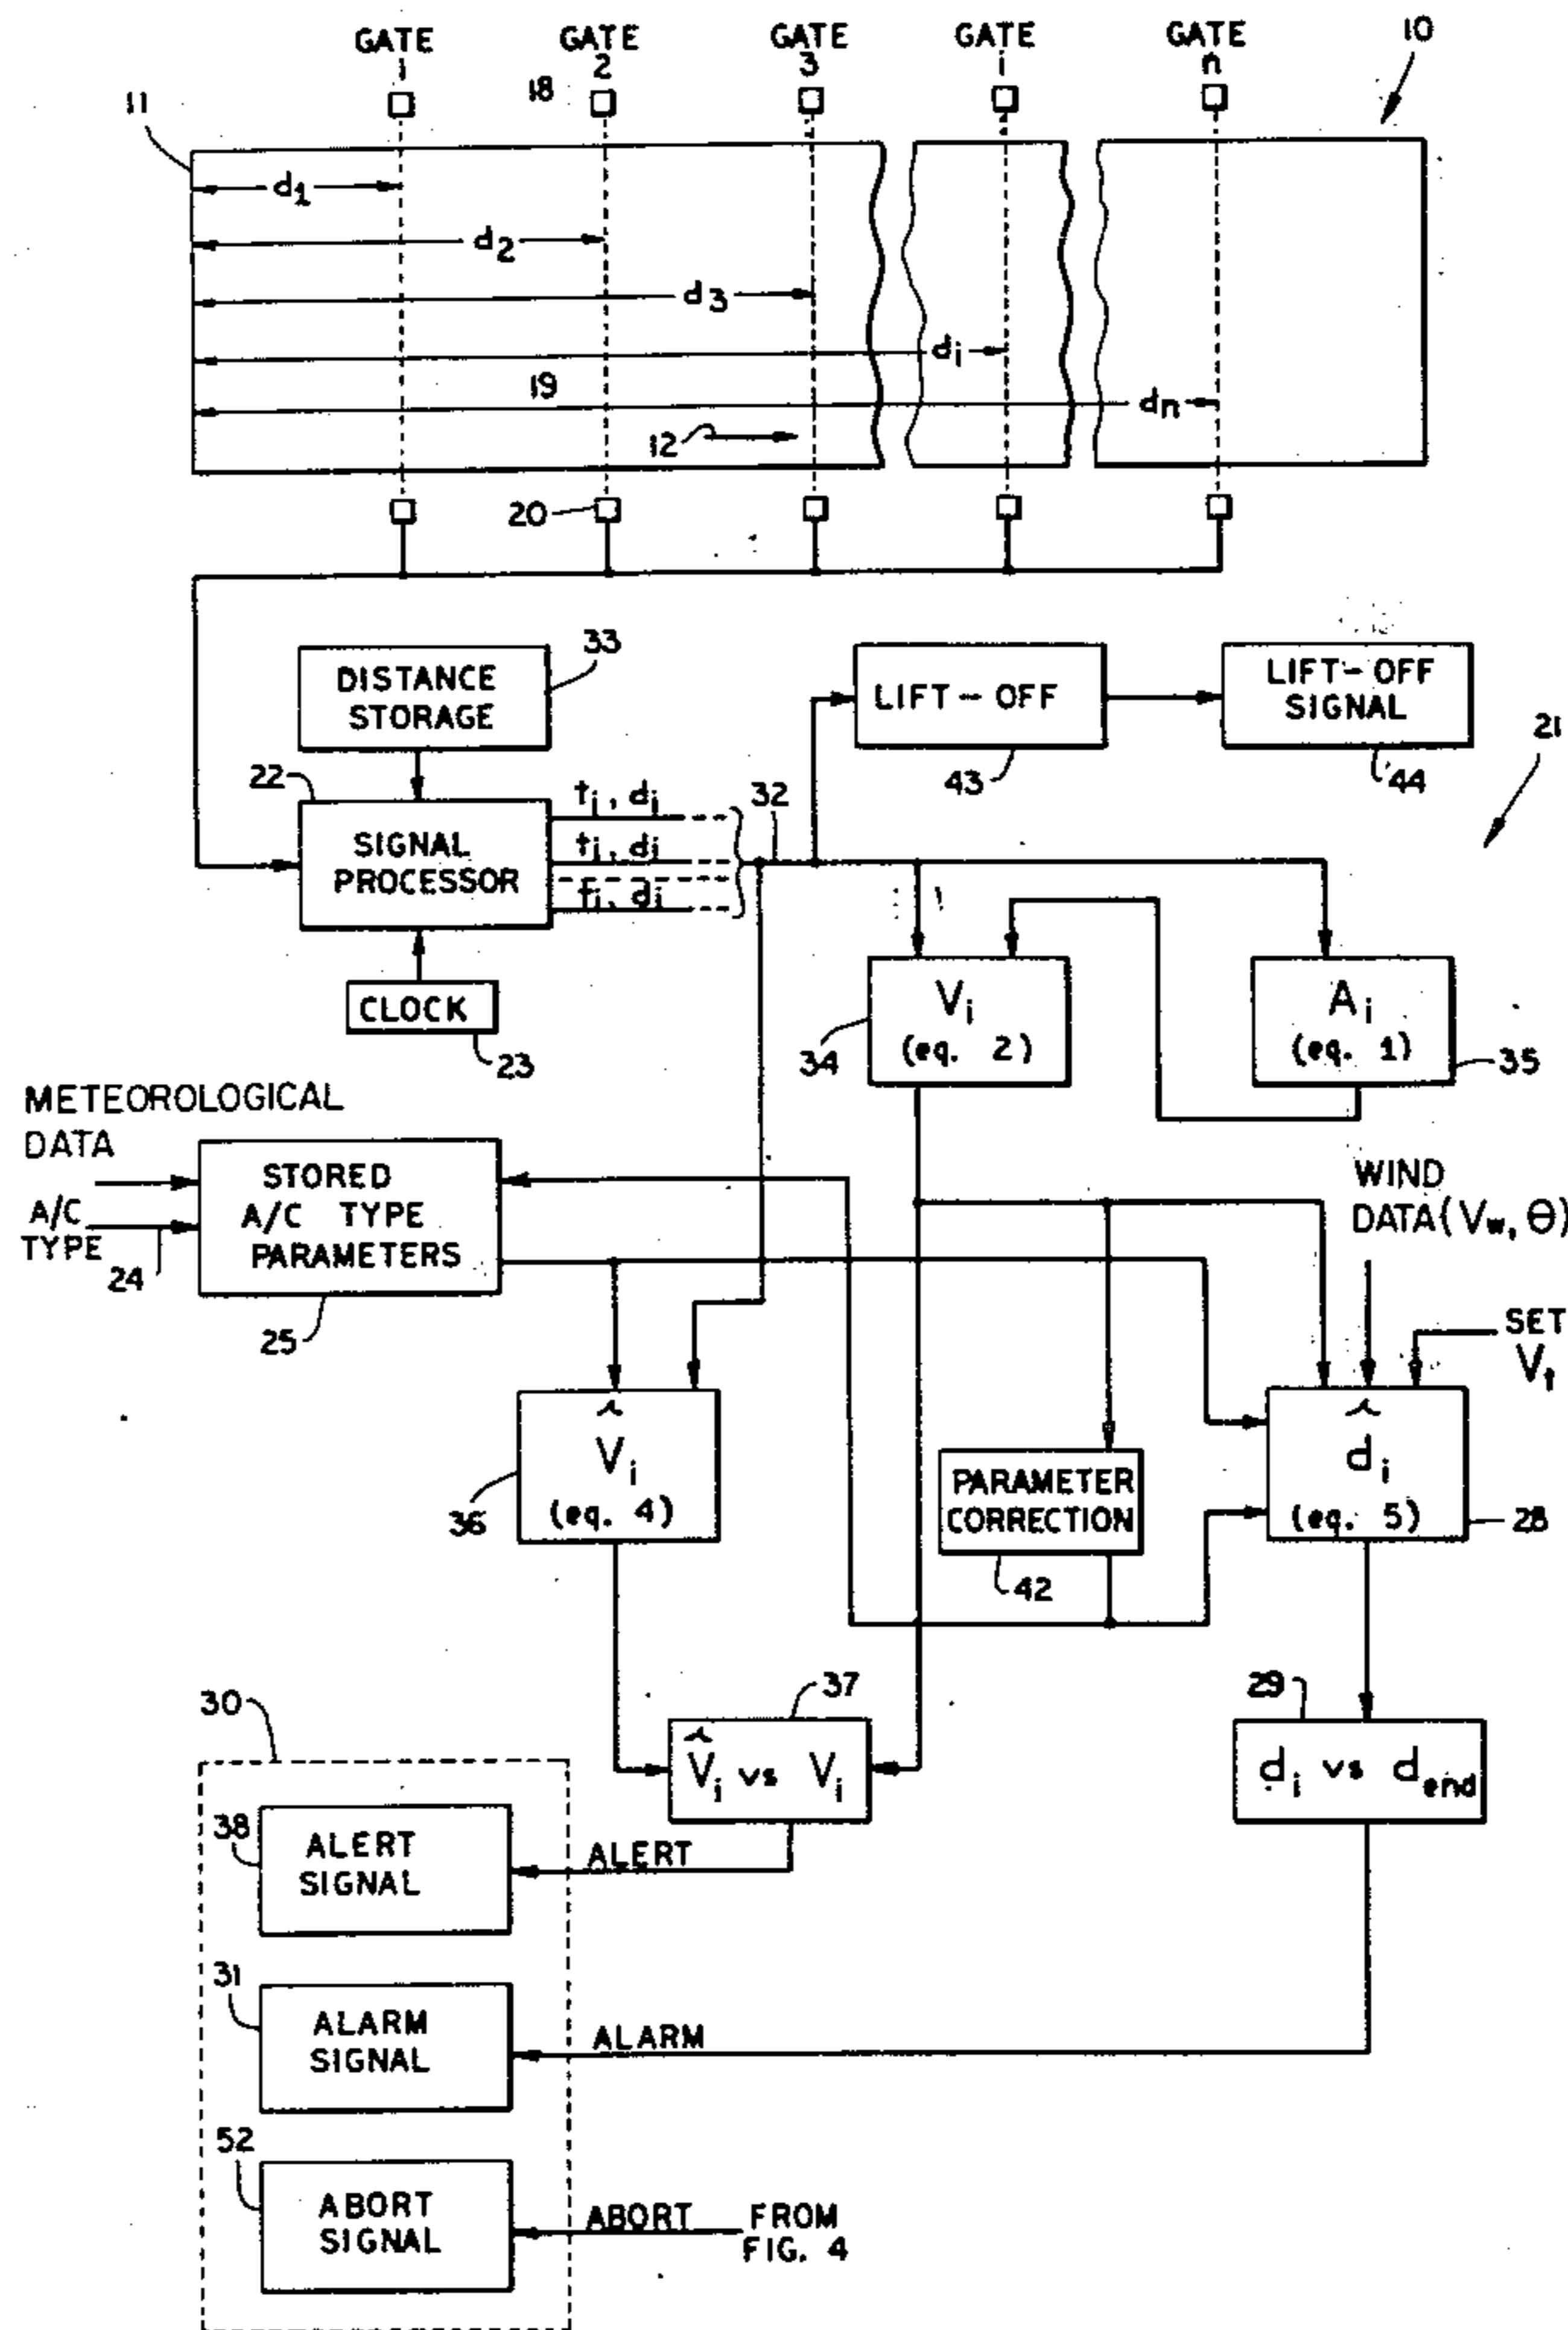 GATE 1
GATE 2
GATE 3
GATE i
GATE n
10
11
18
d1
d2
d3
di
19
dn
12
20
DISTANCE STORAGE
33
LIFT-OFF
43
LIFT-OFF SIGNAL
44
21
22
SIGNAL PROCESSOR
ti, di
ti, di
ti, di
32
CLOCK
23
Vi
(eq. 2)
34
Ai
(eq. 1)
35
METEOROLOGICAL DATA
A/C TYPE
24
STORED
A/C TYPE
PARAMETERS
25
WIND
DATA (Vw, θ)
SET
Vt
V̂i
(eq. 4)
36
PARAMETER
CORRECTION
42
d̂i
(eq. 5)
28
30
37
V̂i vs Vi
29
di vs dend
38
ALERT
SIGNAL
ALERT
31
ALARM
SIGNAL
ALARM
52
ABORT
SIGNAL
ABORT
FROM
FIG. 4